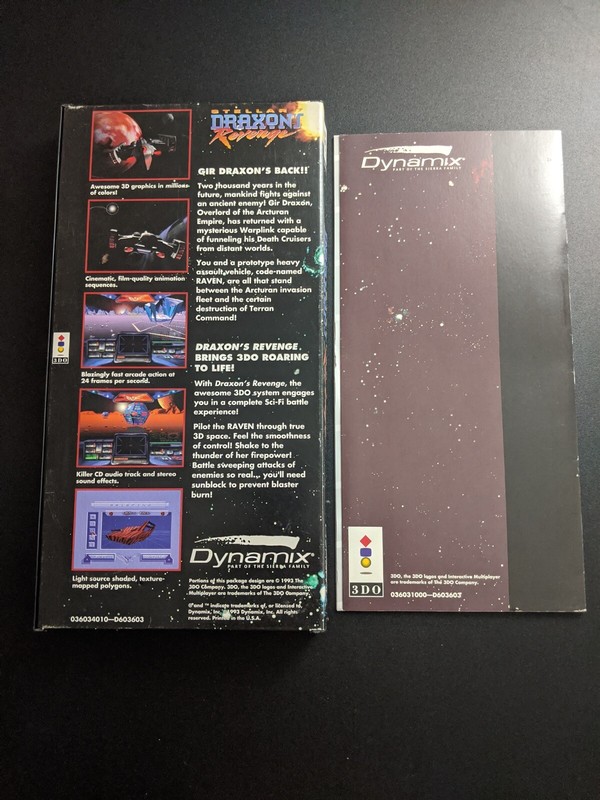 STELLAR 7
DRAXON'S
Revenge
Awesome 3D graphics in millions
of colors!
Cinematic, film-quality animation
sequences.
Blazingly fast arcade action at
24 frames per second.
Killer CD audio track and stereo
sound effects.
Light source shaded, texture-
mapped polygons.
036034010—D603603
3DO
GIR DRAXON'S BACK!!
Two thousand years in the
future, mankind fights against
an ancient enemy! Gir Draxon,
Overlord of the Arcturan
Empire, has returned with a
mysterious Warplink capable
of funneling his Death Cruisers
from distant worlds.
You and a prototype heavy
assault vehicle, code-named
RAVEN, are all that stand
between the Arcturan invasion
fleet and the certain
destruction of Terran
Command!
DRAXON'S REVENGE
BRINGS 3DO ROARING
TO LIFE!
With Draxon's Revenge, the
awesome 3DO system engages
you in a complete Sci-Fi battle
experience!
Pilot the RAVEN through true
3D space. Feel the smoothness
of control! Shake to the
thunder of her firepower!
Battle sweeping attacks of
enemies so real... you'll need
sunblock to prevent blaster
burn!
Dynamix®
PART OF THE SIERRA FAMILY
Portions of this package design are © 1993 The
3DO Company. 3DO, the 3DO logos and Interactive
Multiplayer are trademarks of The 3DO Company.
® and ™ indicate trademarks of, or licensed to,
Dynamix, Inc. ©1993 Dynamix, Inc. All rights
reserved. Printed in the U.S.A.
Dynamix®
PART OF THE SIERRA FAMILY
3DO
3DO, the 3DO logos and Interactive Multiplayer
are trademarks of The 3DO Company.
036031000—D603603